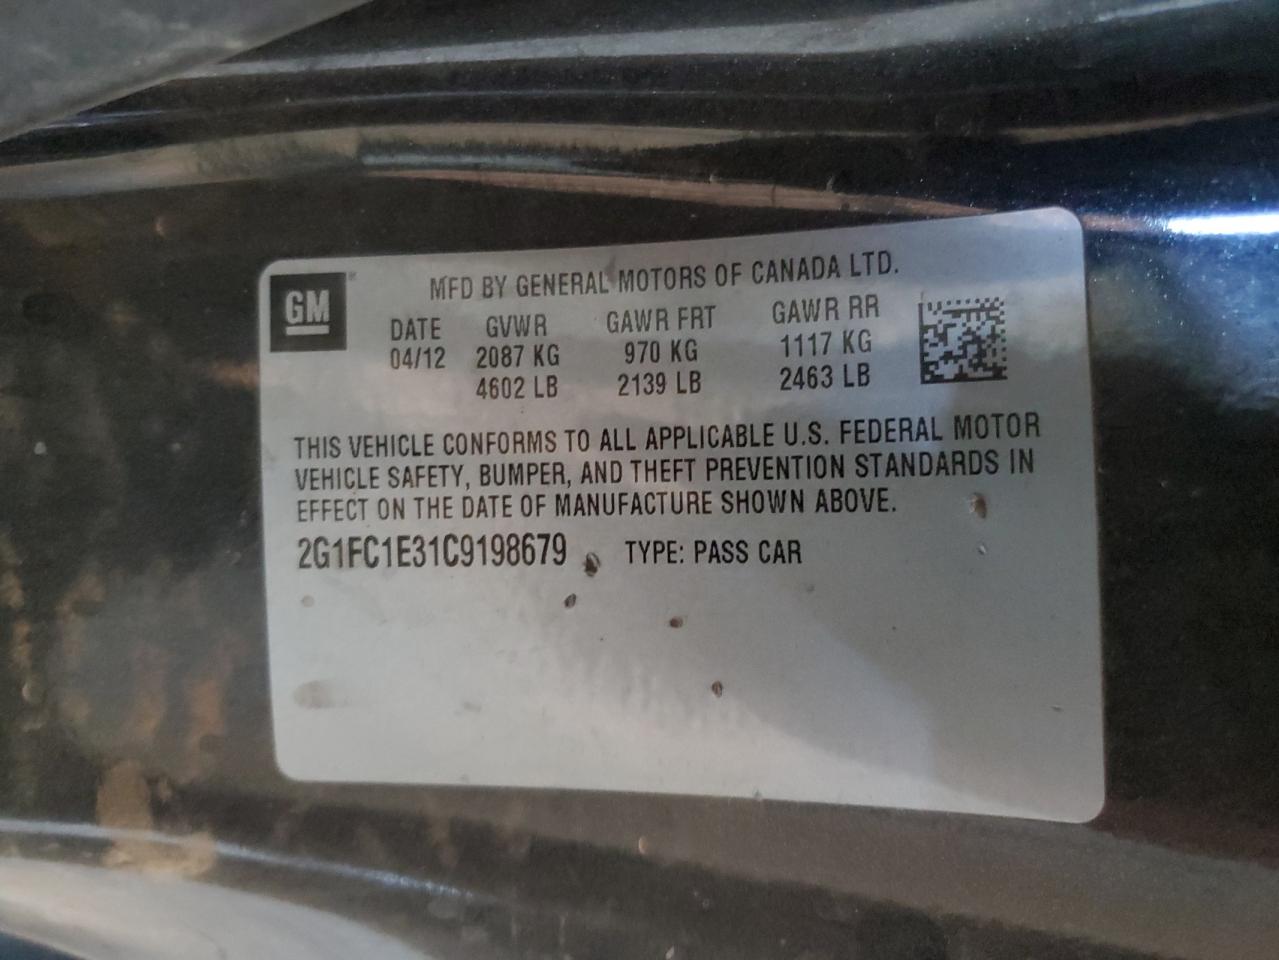 GM®
MFD BY GENERAL MOTORS OF CANADA LTD.
DATE GVWR GAWR FRT GAWR RR
04/12 2087 KG 970 KG 1117 KG
4602 LB 2139 LB 2463 LB
THIS VEHICLE CONFORMS TO ALL APPLICABLE U.S. FEDERAL MOTOR
VEHICLE SAFETY, BUMPER, AND THEFT PREVENTION STANDARDS IN
EFFECT ON THE DATE OF MANUFACTURE SHOWN ABOVE.
2G1FC1E31C9198679 TYPE: PASS CAR